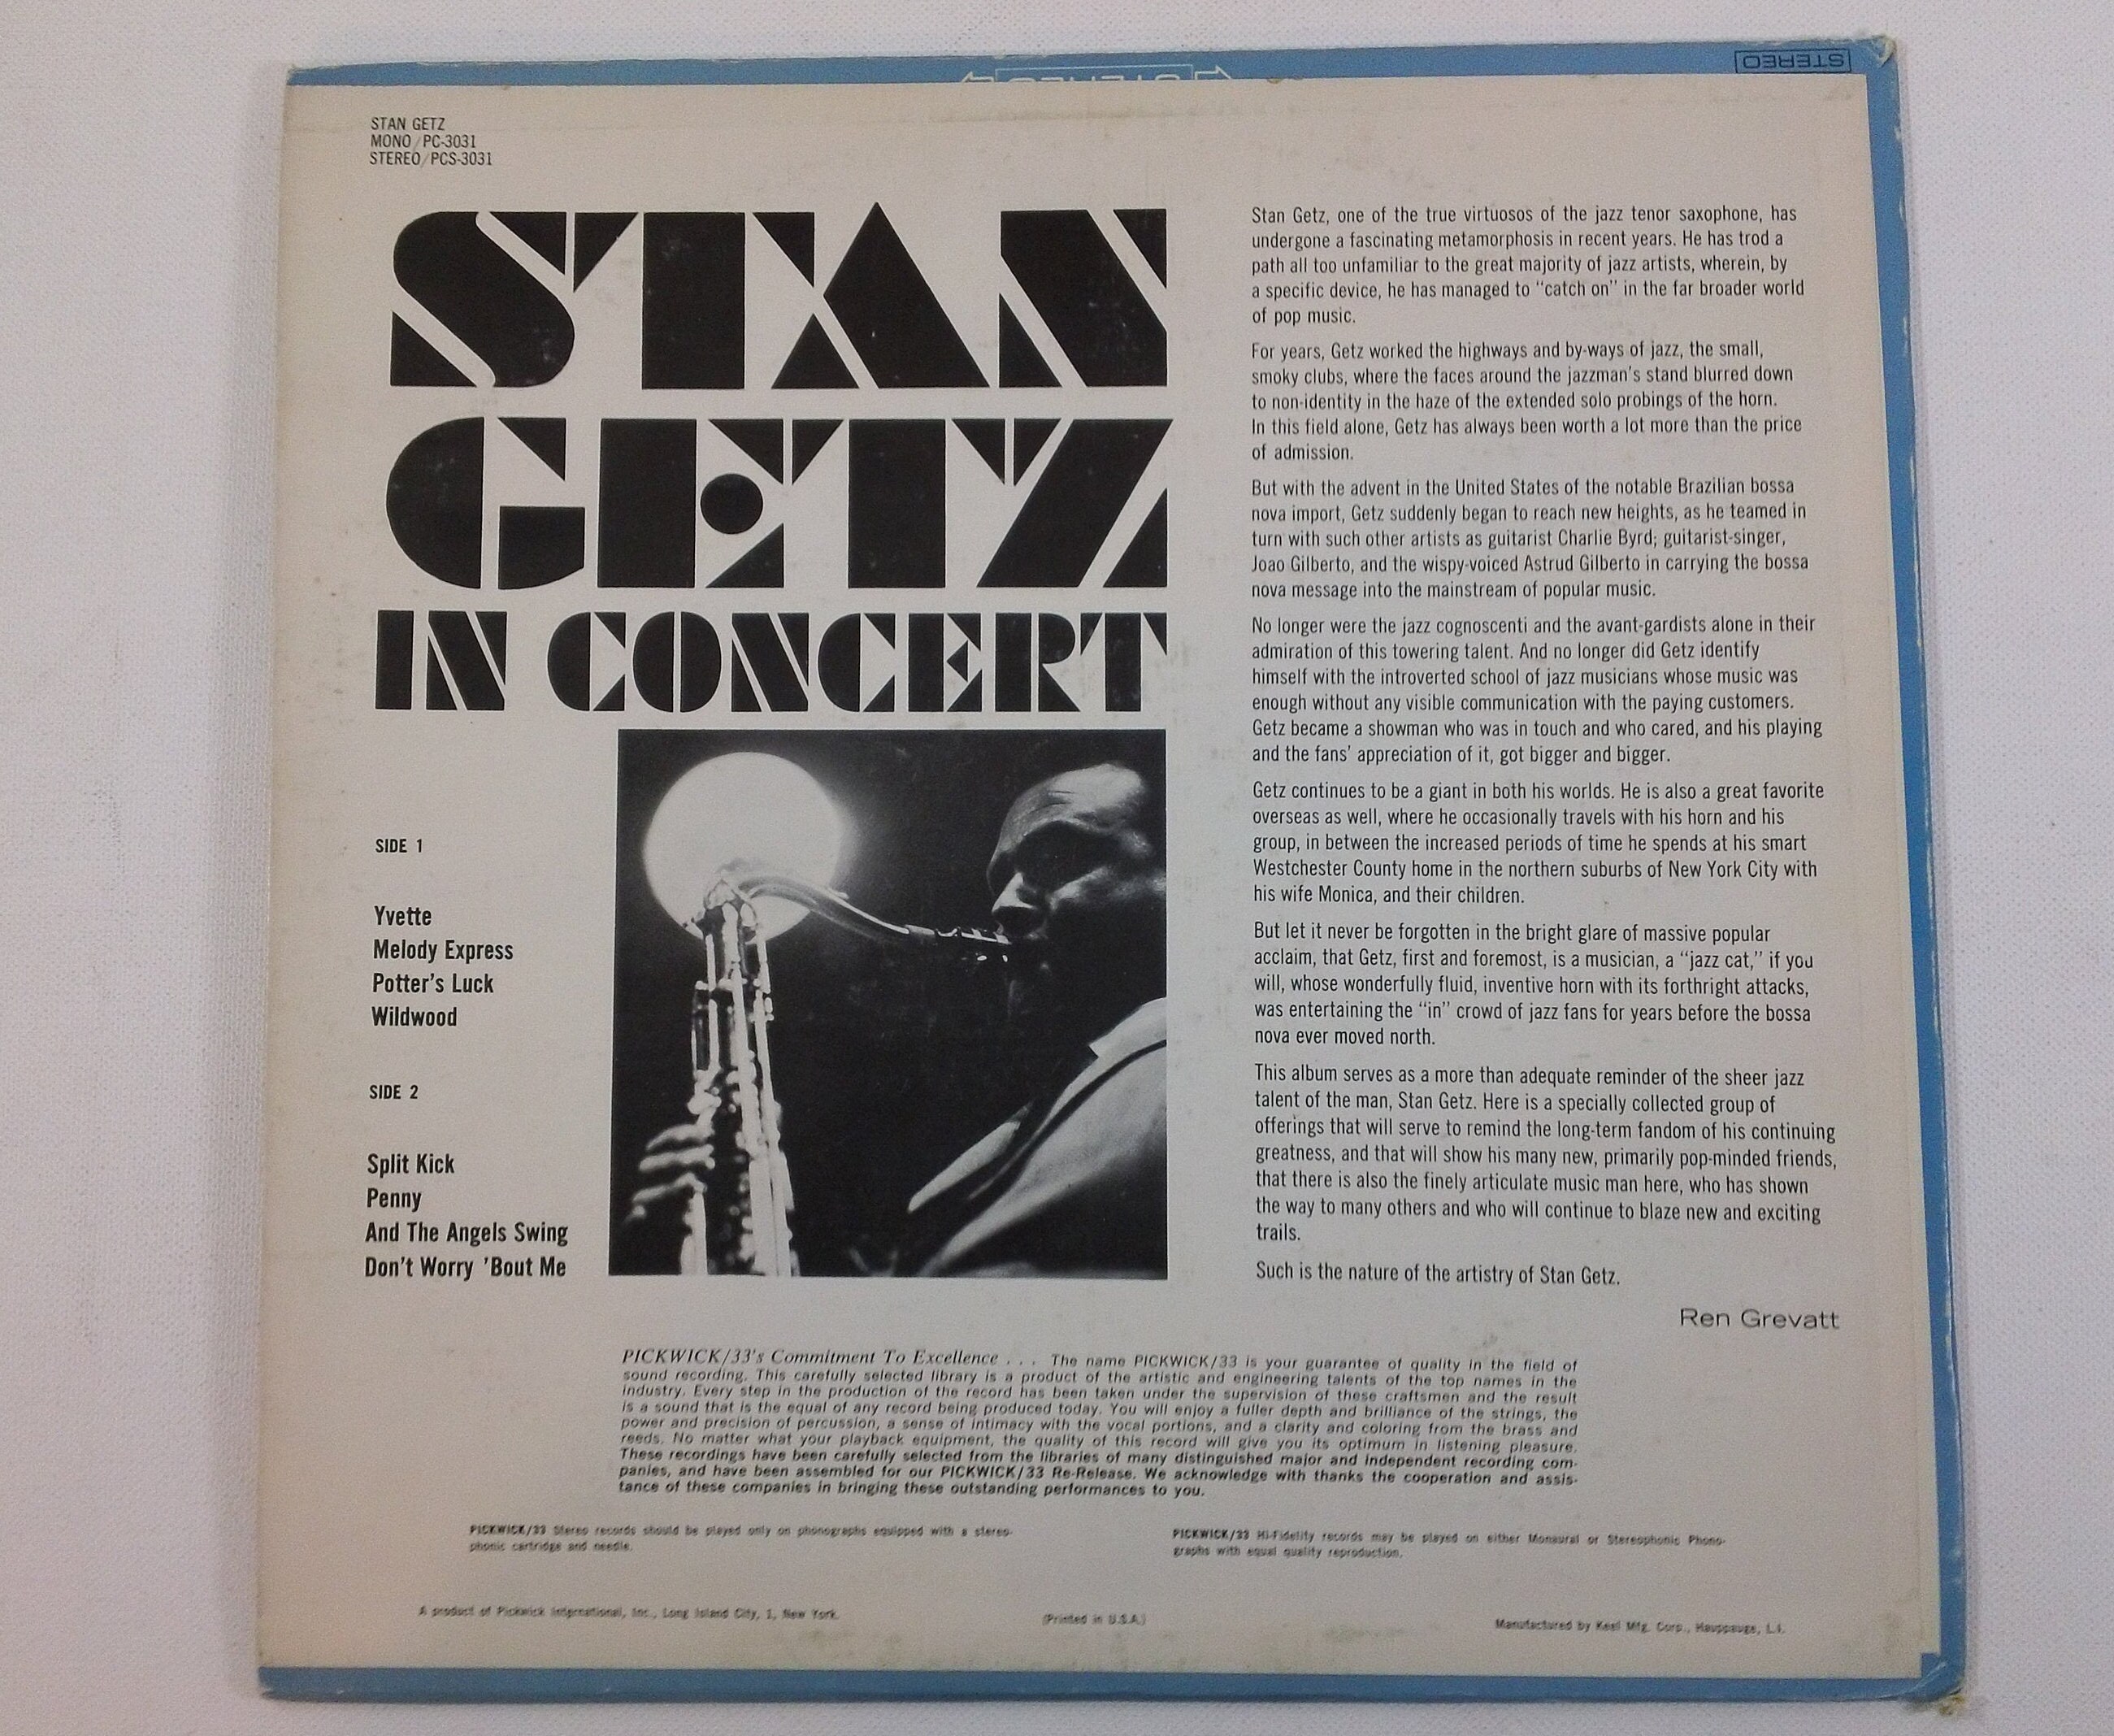 STEREO
STEREO
STAN GETZ
MONO/PC-3031
STEREO/PCS-3031
STAN
GETZ
IN CONCERT
SIDE 1
Yvette
Melody Express
Potter's Luck
Wildwood
SIDE 2
Split Kick
Penny
And The Angels Swing
Don't Worry 'Bout Me
Stan Getz, one of the true virtuosos of the jazz tenor saxophone, has
undergone a fascinating metamorphosis in recent years. He has trod a
path all too unfamiliar to the great majority of jazz artists, wherein, by
a specific device, he has managed to “catch on” in the far broader world
of pop music.
For years, Getz worked the highways and by-ways of jazz, the small,
smoky clubs, where the faces around the jazzman's stand blurred down
to non-identity in the haze of the extended solo probings of the horn.
In this field alone, Getz has always been worth a lot more than the price
of admission.
But with the advent in the United States of the notable Brazilian bossa
nova import, Getz suddenly began to reach new heights, as he teamed in
turn with such other artists as guitarist Charlie Byrd; guitarist-singer,
Joao Gilberto, and the wispy-voiced Astrud Gilberto in carrying the bossa
nova message into the mainstream of popular music.
No longer were the jazz cognoscenti and the avant-gardists alone in their
admiration of this towering talent. And no longer did Getz identify
himself with the introverted school of jazz musicians whose music was
enough without any visible communication with the paying customers.
Getz became a showman who was in touch and who cared, and his playing
and the fans' appreciation of it, got bigger and bigger.
Getz continues to be a giant in both his worlds. He is also a great favorite
overseas as well, where he occasionally travels with his horn and his
group, in between the increased periods of time he spends at his smart
Westchester County home in the northern suburbs of New York City with
his wife Monica, and their children.
But let it never be forgotten in the bright glare of massive popular
acclaim, that Getz, first and foremost, is a musician, a “jazz cat,” if you
will, whose wonderfully fluid, inventive horn with its forthright attacks,
was entertaining the “in” crowd of jazz fans for years before the bossa
nova ever moved north.
This album serves as a more than adequate reminder of the sheer jazz
talent of the man, Stan Getz. Here is a specially collected group of
offerings that will serve to remind the long-term fandom of his continuing
greatness, and that will show his many new, primarily pop-minded friends,
that there is also the finely articulate music man here, who has shown
the way to many others and who will continue to blaze new and exciting
trails.
Such is the nature of the artistry of Stan Getz.
Ren Grevatt
PICKWICK/33's Commitment To Excellence . . . The name PICKWICK/33 is your guarantee of quality in the field of
sound recording. This carefully selected library is a product of the artistic and engineering talents of the top names in the
industry. Every step in the production of the record has been taken under the supervision of these craftsmen and the result
is a sound that is the equal of any record being produced today. You will enjoy a fuller depth and brilliance of the strings, the
power and precision of percussion, a sense of intimacy with the vocal portions, and a clarity and coloring from the brass and
reeds. No matter what your playback equipment, the quality of this record will give you its optimum in listening pleasure.
These recordings have been carefully selected from the libraries of many distinguished major and independent recording com-
panies, and have been assembled for our PICKWICK/33 Re-Release. We acknowledge with thanks the cooperation and assis-
tance of these companies in bringing these outstanding performances to you.
PICKWICK/33 Stereo records should be played only on phonographs equipped with a stereo-
phonic cartridge and needle.
PICKWICK/33 Hi-Fidelity records may be played on either Monaural or Stereophonic Phono-
graphs with equal quality reproduction.
A product of Pickwick International, Inc., Long Island City, 1, New York.
(Printed in U.S.A.)
Manufactured by Keel Mfg. Corp., Hauppauge, L.I.